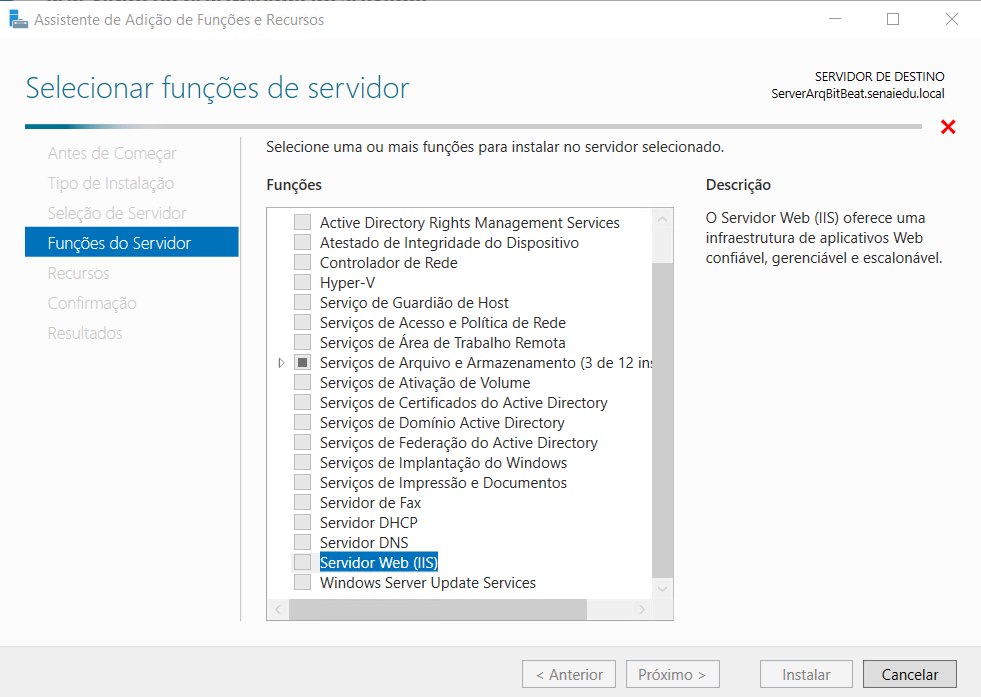 Assistente de Adição de Funções e Recursos
Selecionar funções de servidor
SERVIDOR DE DESTINO
ServerArqBitBeat.senaiedu.local
Antes de Começar
Tipo de Instalação
Seleção de Servidor
Funções do Servidor
Recursos
Confirmação
Resultados
Selecione uma ou mais funções para instalar no servidor selecionado.
Funções
Active Directory Rights Management Services
Atestado de Integridade do Dispositivo
Controlador de Rede
Hyper-V
Serviço de Guardião de Host
Serviços de Acesso e Política de Rede
Serviços de Área de Trabalho Remota
Serviços de Arquivo e Armazenamento (3 de 12 ins
Serviços de Ativação de Volume
Serviços de Certificados do Active Directory
Serviços de Domínio Active Directory
Serviços de Federação do Active Directory
Serviços de Implantação do Windows
Serviços de Impressão e Documentos
Servidor de Fax
Servidor DHCP
Servidor DNS
Servidor Web (IIS)
Windows Server Update Services
Descrição
O Servidor Web (IIS) oferece uma
infraestrutura de aplicativos Web
confiável, gerenciável e escalonável.
< Anterior
Próximo >
Instalar
Cancelar